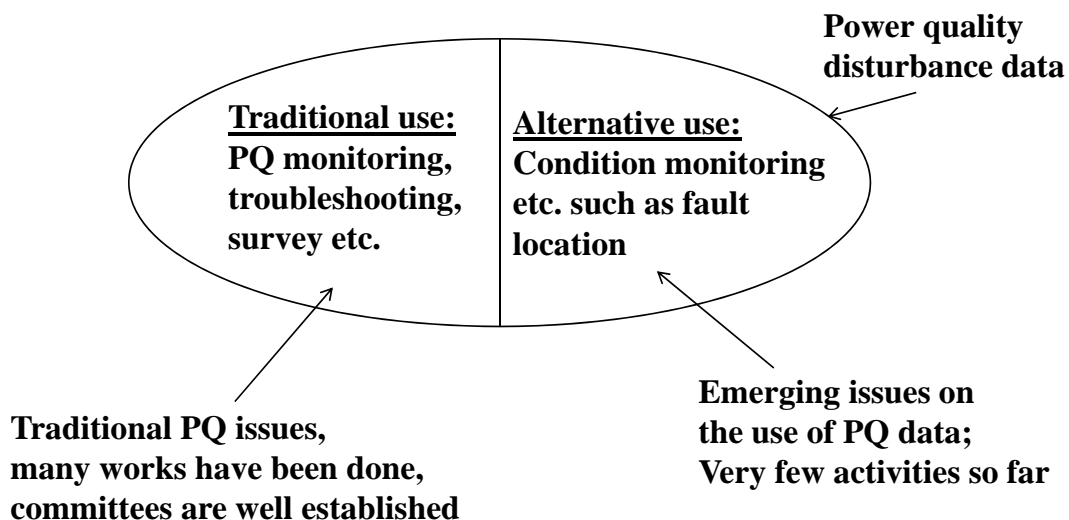 Power quality
disturbance data
Traditional use:
PQ monitoring,
troubleshooting,
survey etc.
Alternative use:
Condition monitoring
etc. such as fault
location
Traditional PQ issues,
many works have been done,
committees are well established
Emerging issues on
the use of PQ data;
Very few activities so far